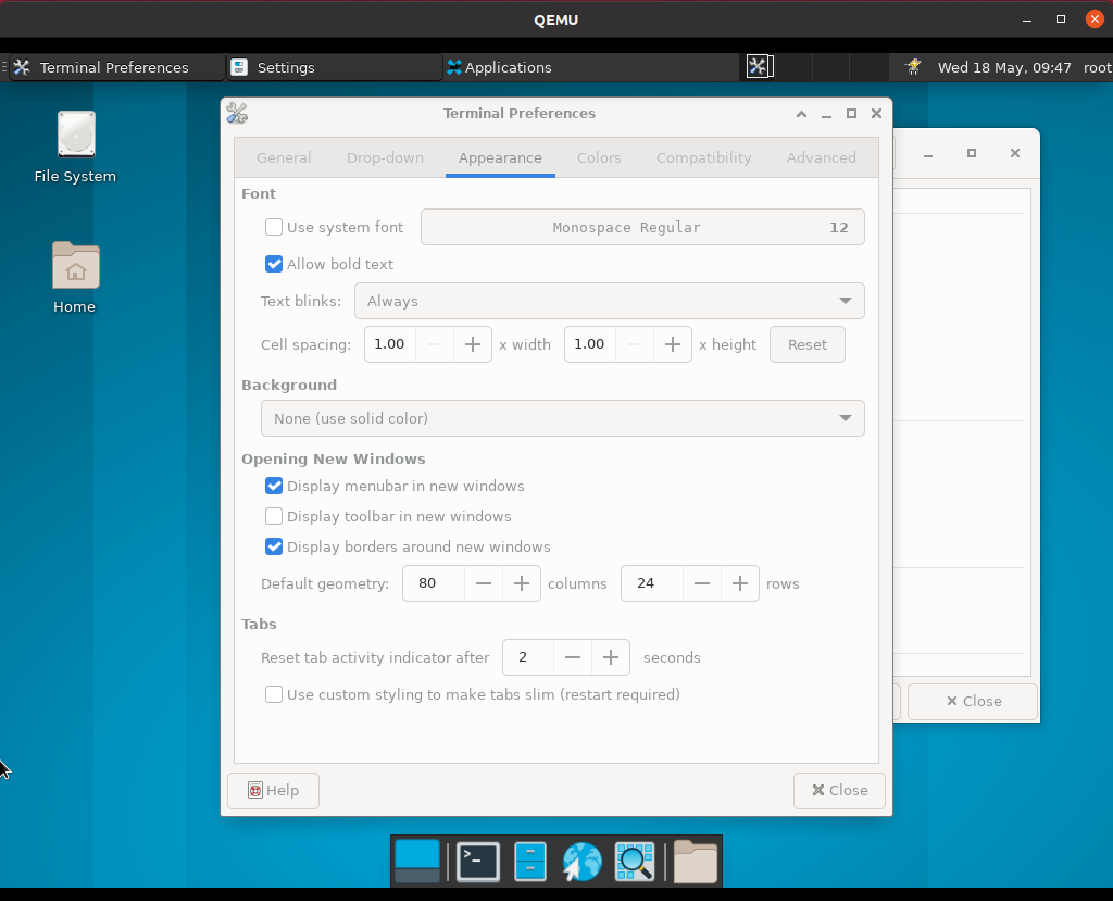 QEMU
Terminal Preferences Settings Applications Wed 18 May, 09:47 root
File System
Home
Terminal Preferences
General Drop-down Appearance Colors Compatibility Advanced
Font
Use system font Monospace Regular 12
Allow bold text
Text blinks: Always
Cell spacing: 1.00 x width 1.00 x height Reset
Background
None (use solid color)
Opening New Windows
Display menubar in new windows
Display toolbar in new windows
Display borders around new windows
Default geometry: 80 columns 24 rows
Tabs
Reset tab activity indicator after 2 seconds
Use custom styling to make tabs slim (restart required)
Help Close
Close